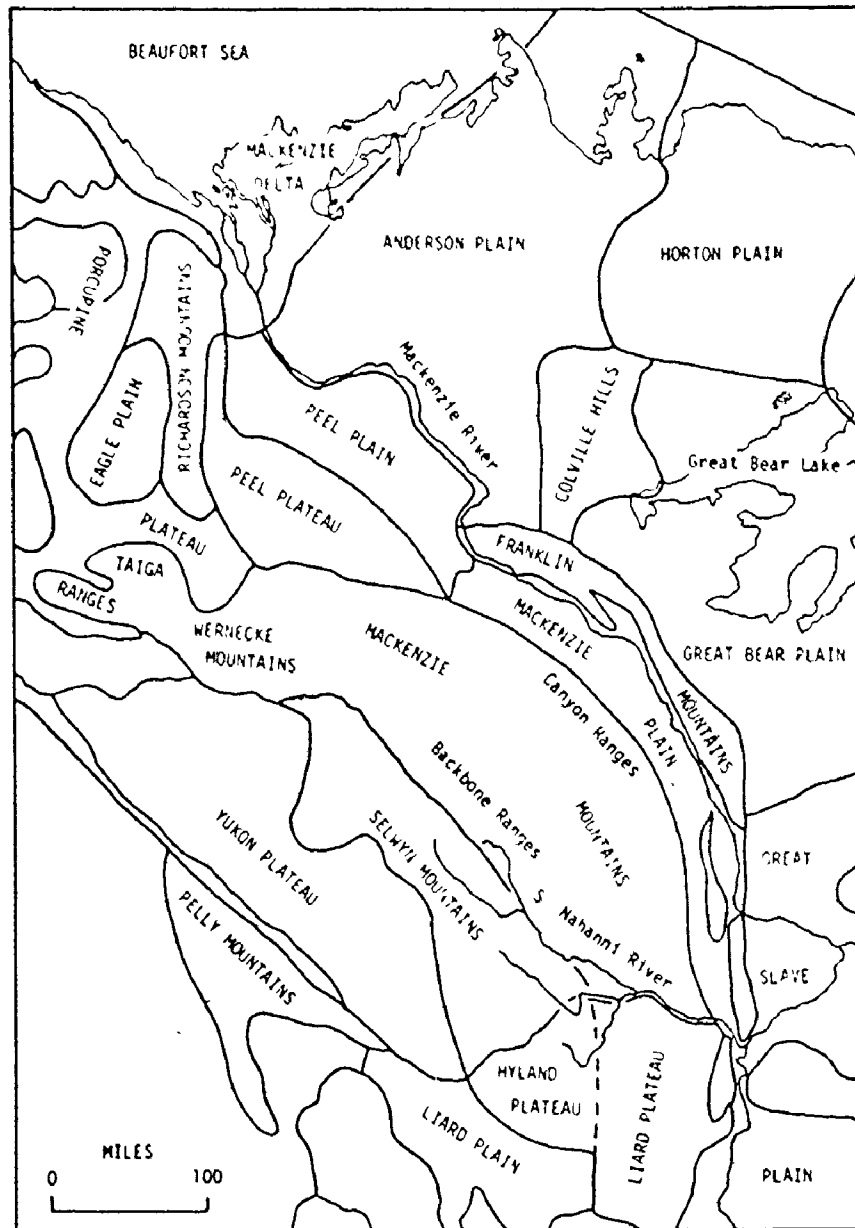 BEAUFORT SEA
MACKENZIE
DELTA
ANDERSON PLAIN
HORTON PLAIN
PORCUPINE
RICHARDSON MOUNTAINS
EAGLE PLAIN
Mackenzie River
PEEL PLAIN
COLVILLE HILLS
Great Bear Lake
PEEL PLATEAU
PLATEAU
TAIGA
RANGES
FRANKLIN
MOUNTAINS
WERNECKE
MOUNTAINS
MACKENZIE
MOUNTAINS
MACKENZIE
PLAIN
GREAT BEAR PLAIN
Canyon Ranges
Backbone Ranges
YUKON PLATEAU
SELWYN MOUNTAINS
S Nahanni River
PELLY MOUNTAINS
GREAT
SLAVE
PLAIN
HYLAND
PLATEAU
LIARD PLATEAU
LIARD PLAIN
MILES
0 100